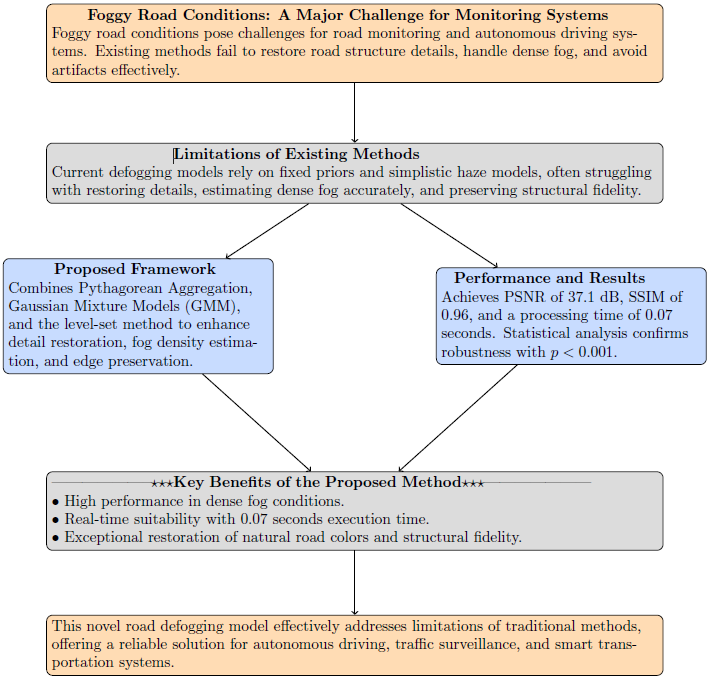 Foggy Road Conditions: A Major Challenge for Monitoring Systems
Foggy road conditions pose challenges for road monitoring and autonomous driving sys-
tems. Existing methods fail to restore road structure details, handle dense fog, and avoid
artifacts effectively.
Limitations of Existing Methods
Current defogging models rely on fixed priors and simplistic haze models, often struggling
with restoring details, estimating dense fog accurately, and preserving structural fidelity.
Proposed Framework
Combines Pythagorean Aggregation,
Gaussian Mixture Models (GMM),
and the level-set method to enhance
detail restoration, fog density estima-
tion, and edge preservation.
Performance and Results
Achieves PSNR of 37.1 dB, SSIM of
0.96, and a processing time of 0.07
seconds. Statistical analysis confirms
robustness with p < 0.001.
⋆⋆⋆Key Benefits of the Proposed Method⋆⋆⋆
• High performance in dense fog conditions.
• Real-time suitability with 0.07 seconds execution time.
• Exceptional restoration of natural road colors and structural fidelity.
This novel road defogging model effectively addresses limitations of traditional methods,
offering a reliable solution for autonomous driving, traffic surveillance, and smart trans-
portation systems.